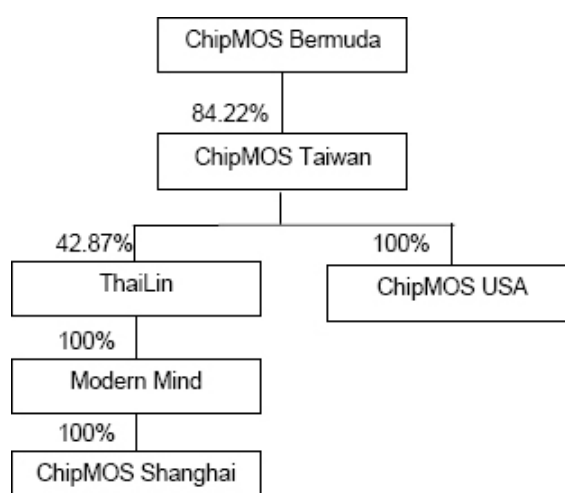 ChipMOS Bermuda
84.22%
ChipMOS Taiwan
42.87%
100%
ThaiLin
ChipMOS USA
100%
Modern Mind
100%
ChipMOS Shanghai